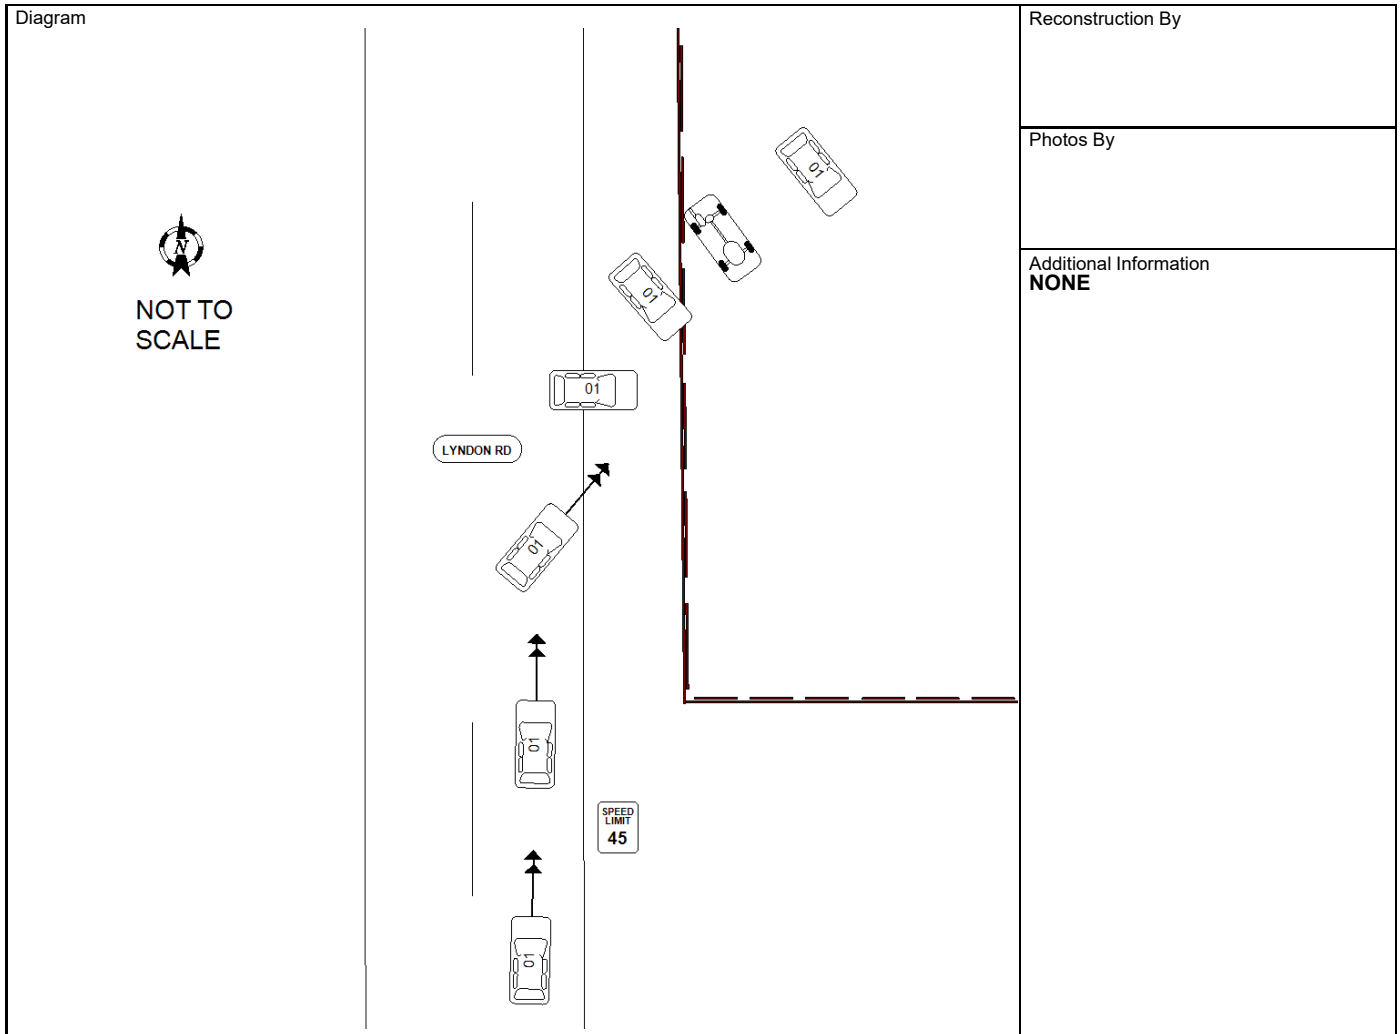 Diagram
Reconstruction By
Photos By
Additional Information
NONE
N
NOT TO
SCALE
01
01
01
LYNDON RD
01
01
SPEED
LIMIT
45
01